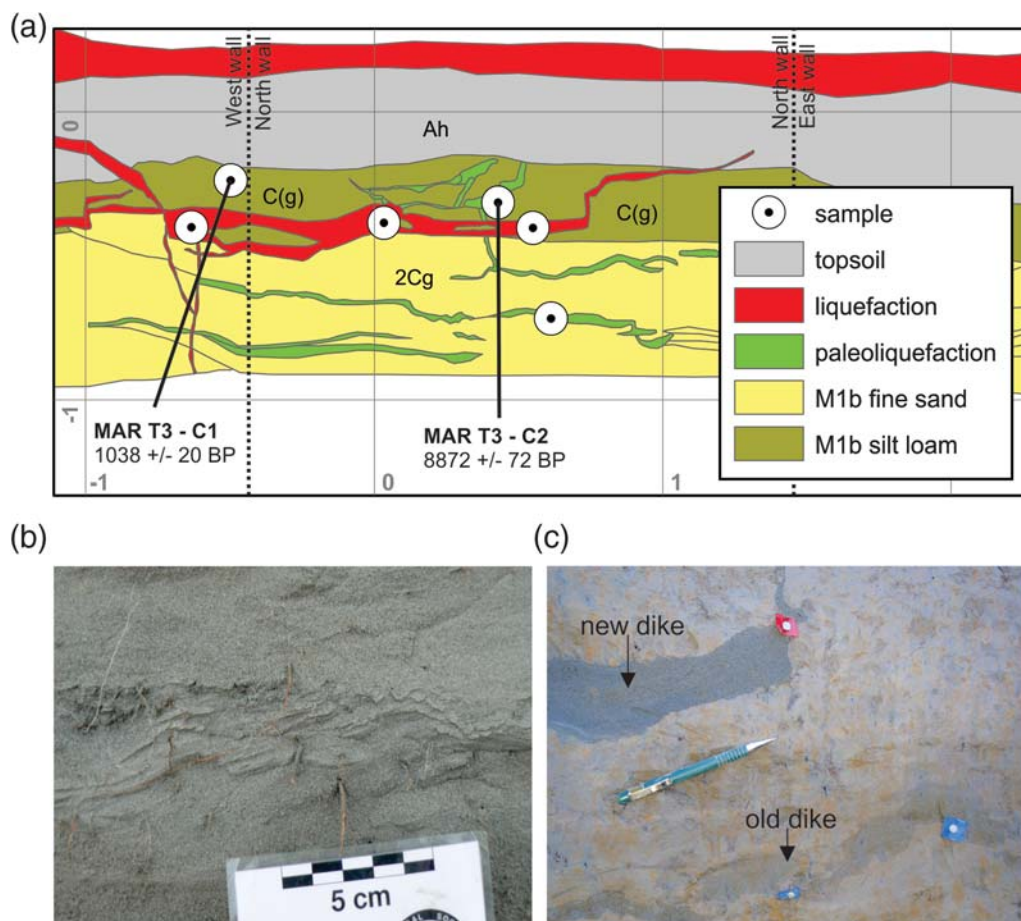 (a)
West wall
North wall
North wall
East wall
0
Ah
C(g)
C(g)
2Cg
-1
MAR T3 - C1
1038 +/- 20 BP
MAR T3 - C2
8872 +/- 72 BP
-1
0
1
sample
topsoil
liquefaction
paleoliquefaction
M1b fine sand
M1b silt loam
(b)
5 cm
(c)
new dike
old dike